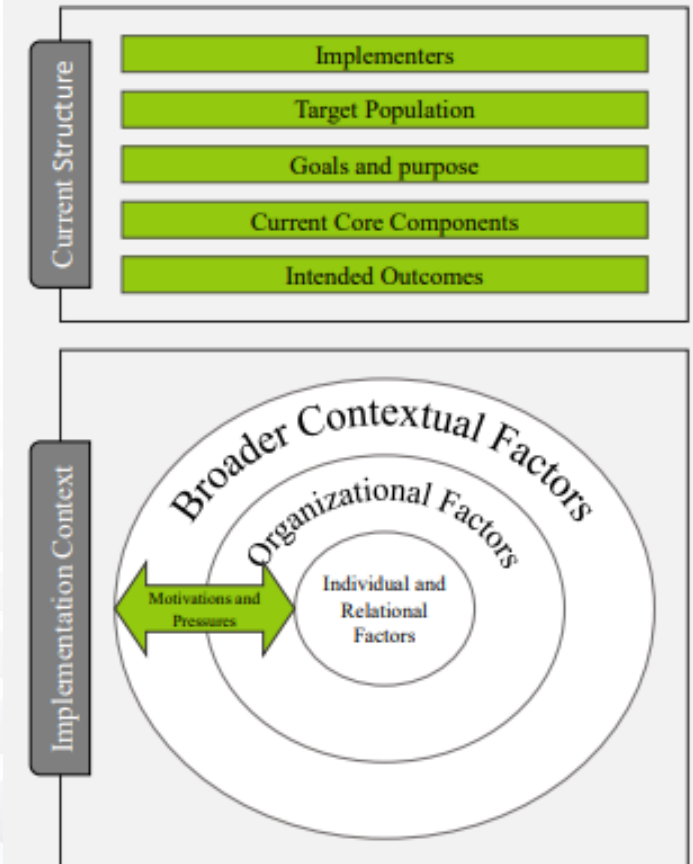 Current Structure
Implementers
Target Population
Goals and purpose
Current Core Components
Intended Outcomes
Implementation Context
Broader Contextual Factors
Organizational Factors
Individual and
Relational
Factors
Motivations and
Pressures